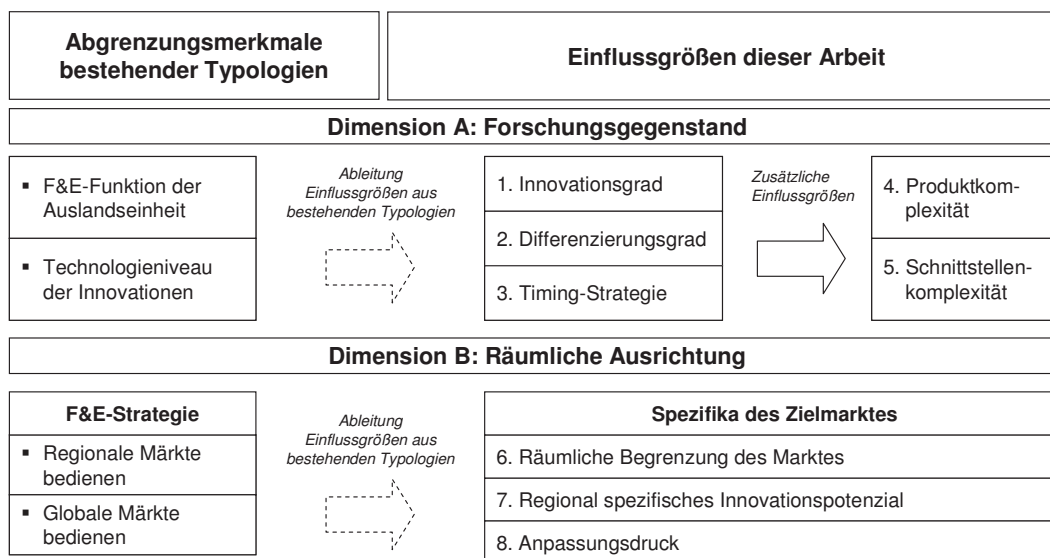 Abgrenzungsmerkmale
bestehender Typologien
Einflussgrößen dieser Arbeit
Dimension A: Forschungsgegenstand
▪ F&E-Funktion der
Auslandseinheit
▪ Technologieniveau
der Innovationen
Ableitung
Einflussgrößen aus
bestehenden Typologien
1. Innovationsgrad
2. Differenzierungsgrad
3. Timing-Strategie
Zusätzliche
Einflussgrößen
4. Produktkom-
plexität
5. Schnittstellen-
komplexität
Dimension B: Räumliche Ausrichtung
F&E-Strategie
▪ Regionale Märkte
bedienen
▪ Globale Märkte
bedienen
Ableitung
Einflussgrößen aus
bestehenden Typologien
Spezifika des Zielmarktes
6. Räumliche Begrenzung des Marktes
7. Regional spezifisches Innovationspotenzial
8. Anpassungsdruck